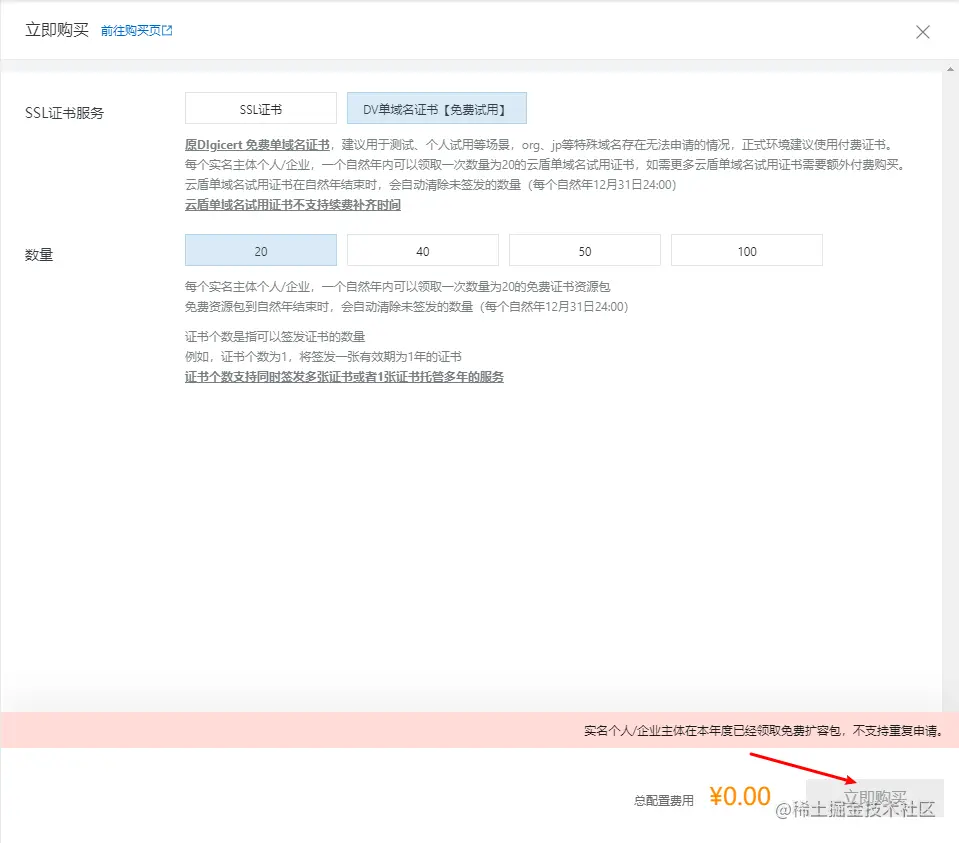 立即购买 前往购买页
SSL证书服务
SSL证书 DV单域名证书【免费试用】
原DIgicert 免费单域名证书，建议用于测试、个人试用等场景，org、jp等特殊域名存在无法申请的情况，正式环境建议使用付费证书。
每个实名主体个人/企业，一个自然年内可以领取一次数量为20的云盾单域名试用证书，如需更多云盾单域名试用证书需要额外付费购买。
云盾单域名试用证书在自然年结束时，会自动清除未签发的数量（每个自然年12月31日24:00）
云盾单域名试用证书不支持续费补齐时间
数量
20 40 50 100
每个实名主体个人/企业，一个自然年内可以领取一次数量为20的免费证书资源包
免费资源包到自然年结束时，会自动清除未签发的数量（每个自然年12月31日24:00）
证书个数是指可以签发证书的数量
例如，证书个数为1，将签发一张有效期为1年的证书
证书个数支持同时签发多张证书或者1张证书托管多年的服务
实名个人/企业主体在本年度已经领取免费扩容包，不支持重复申请。
总配置费用 ¥0.00 立即购买
@稀土掘金技术社区